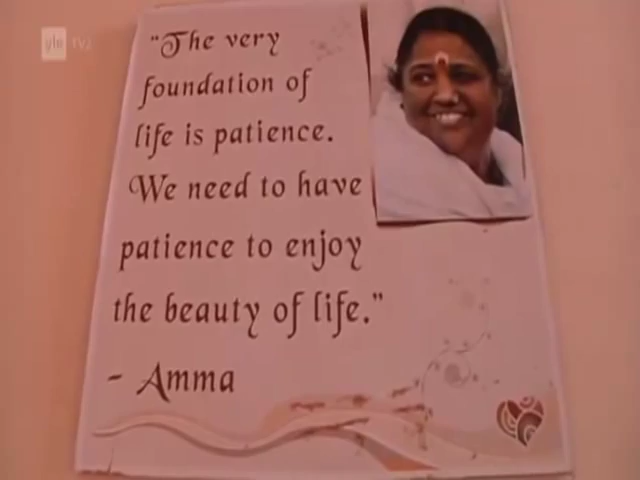 yle tv1
"The very
foundation of
life is patience.
We need to have
patience to enjoy
the beauty of life."
- Amma